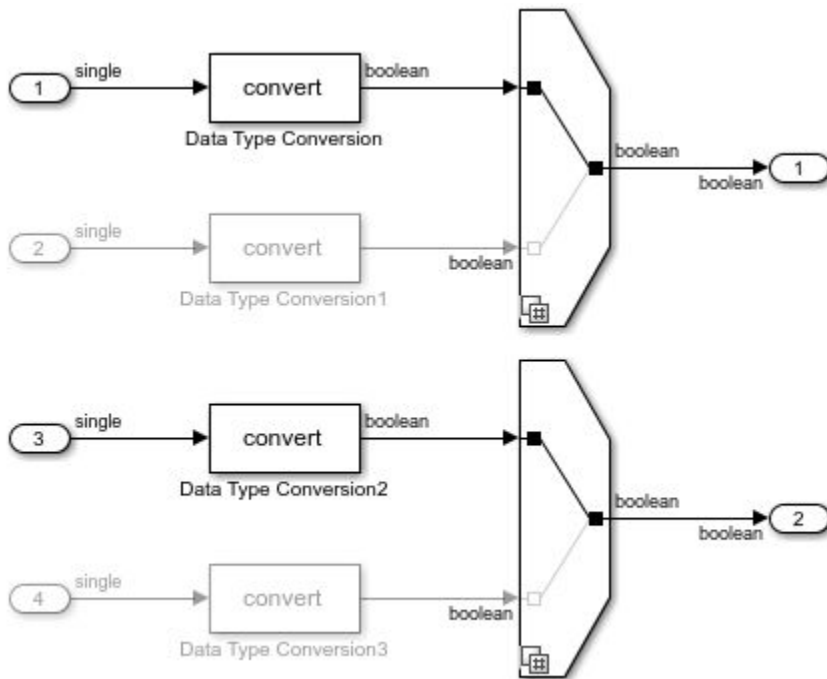 single
boolean
1
convert
Data Type Conversion
boolean
1
boolean
single
2
convert
boolean
Data Type Conversion1
#
single
boolean
3
convert
Data Type Conversion2
boolean
2
boolean
single
4
convert
boolean
Data Type Conversion3
#